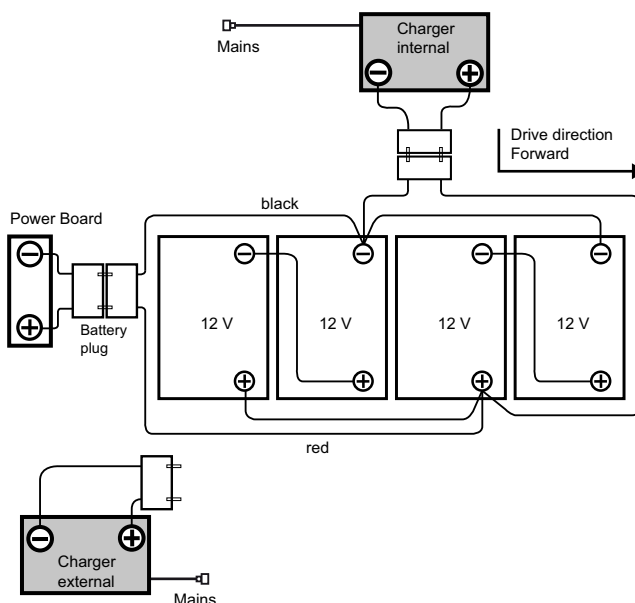 Mains
Charger
internal
Drive direction
Forward
black
Power Board
Battery
plug
12 V
12 V
12 V
12 V
red
Charger
external
Mains